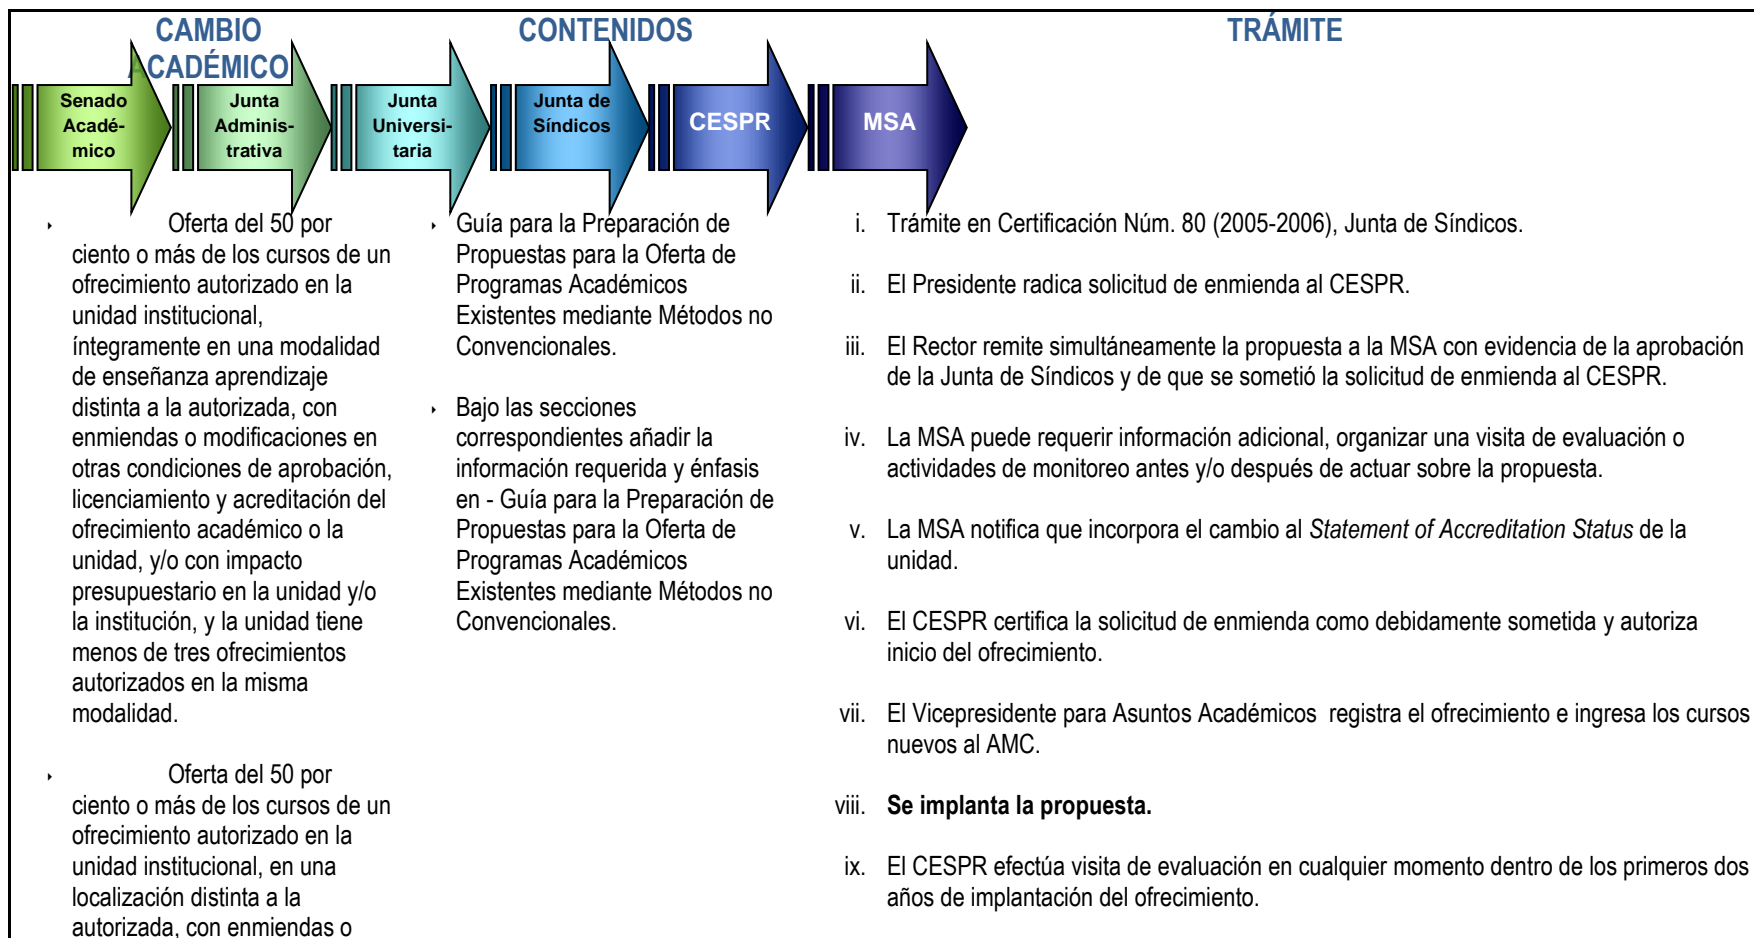 CAMBIO
ACADÉMICO
CONTENIDOS
TRÁMITE
Senado
Acadé-
mico
Junta
Adminis-
trativa
Junta
Universi-
taria
Junta de
Síndicos
CESPR
MSA
‣ Oferta del 50 por
ciento o más de los cursos de un
ofrecimiento autorizado en la
unidad institucional,
íntegramente en una modalidad
de enseñanza aprendizaje
distinta a la autorizada, con
enmiendas o modificaciones en
otras condiciones de aprobación,
licenciamiento y acreditación del
ofrecimiento académico o la
unidad, y/o con impacto
presupuestario en la unidad y/o
la institución, y la unidad tiene
menos de tres ofrecimientos
autorizados en la misma
modalidad.
‣ Oferta del 50 por
ciento o más de los cursos de un
ofrecimiento autorizado en la
unidad institucional, en una
localización distinta a la
autorizada, con enmiendas o
‣ Guía para la Preparación de
Propuestas para la Oferta de
Programas Académicos
Existentes mediante Métodos no
Convencionales.
‣ Bajo las secciones
correspondientes añadir la
información requerida y énfasis
en - Guía para la Preparación de
Propuestas para la Oferta de
Programas Académicos
Existentes mediante Métodos no
Convencionales.
i. Trámite en Certificación Núm. 80 (2005-2006), Junta de Síndicos.
ii. El Presidente radica solicitud de enmienda al CESPR.
iii. El Rector remite simultáneamente la propuesta a la MSA con evidencia de la aprobación
de la Junta de Síndicos y de que se sometió la solicitud de enmienda al CESPR.
iv. La MSA puede requerir información adicional, organizar una visita de evaluación o
actividades de monitoreo antes y/o después de actuar sobre la propuesta.
v. La MSA notifica que incorpora el cambio al Statement of Accreditation Status de la
unidad.
vi. El CESPR certifica la solicitud de enmienda como debidamente sometida y autoriza
inicio del ofrecimiento.
vii. El Vicepresidente para Asuntos Académicos registra el ofrecimiento e ingresa los cursos
nuevos al AMC.
viii. Se implanta la propuesta.
ix. El CESPR efectúa visita de evaluación en cualquier momento dentro de los primeros dos
años de implantación del ofrecimiento.